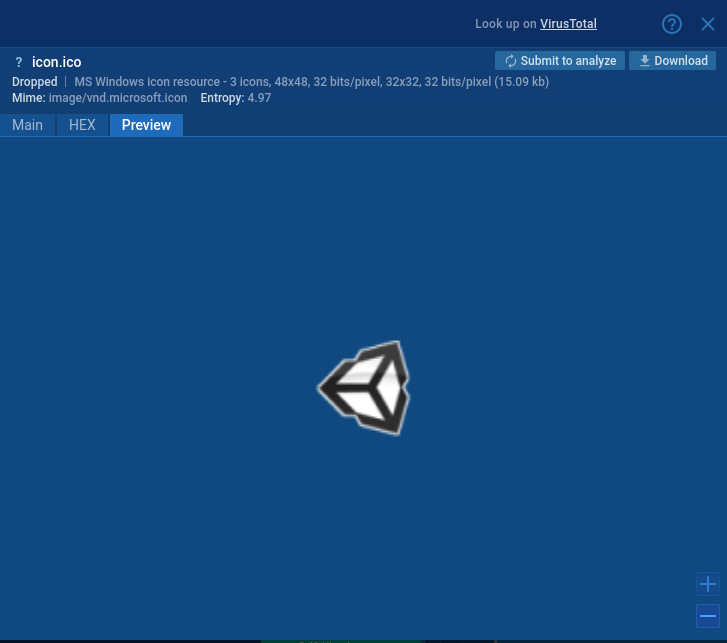 Look up on VirusTotal
?
? icon.ico
Submit to analyze
Download
Dropped | MS Windows icon resource - 3 icons, 48x48, 32 bits/pixel, 32x32, 32 bits/pixel (15.09 kb)
Mime: image/vnd.microsoft.icon Entropy: 4.97
Main HEX Preview